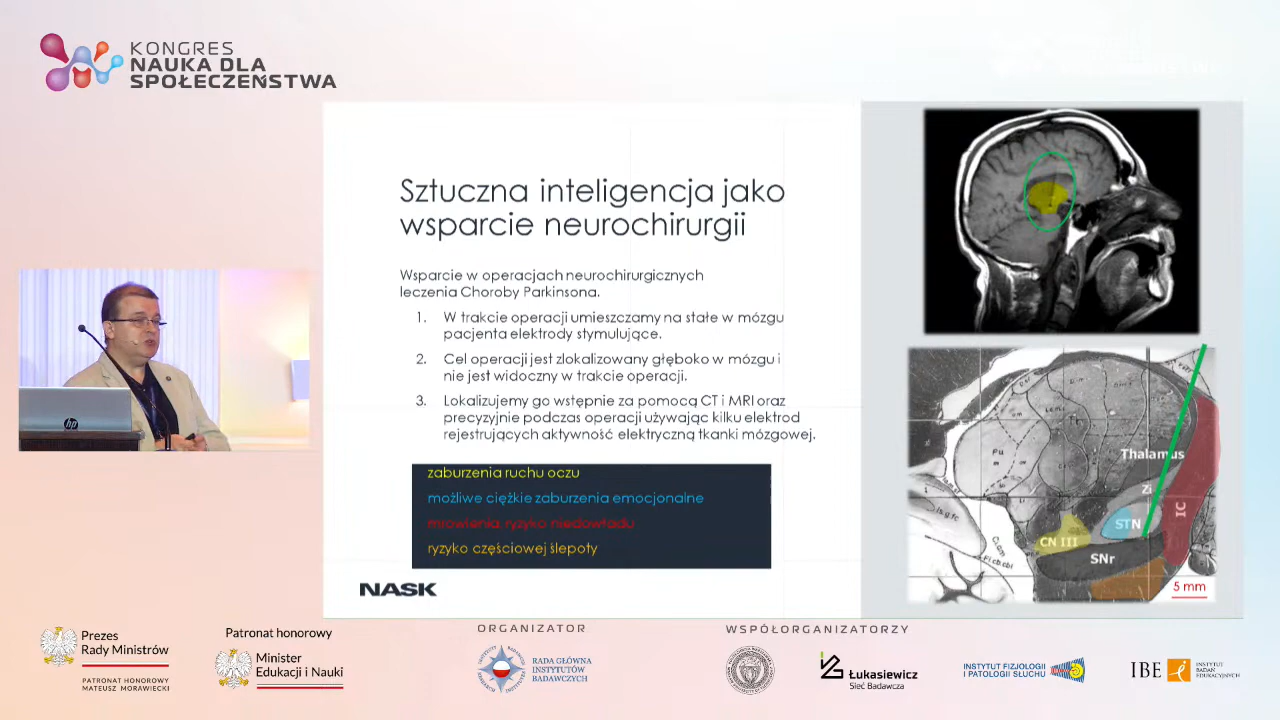 KONGRES
NAUKA DLA
SPOŁECZEŃSTWA
Sztuczna inteligencja jako
wsparcie neurochirurgii
Wsparcie w operacjach neurochirurgicznych
leczenia Choroby Parkinsona.
1. W trakcie operacji umieszczamy na stałe w mózgu
pacjenta elektrody stymulujące.
2. Cel operacji jest zlokalizowany głęboko w mózgu i
nie jest widoczny w trakcie operacji.
3. Lokalizujemy go wstępnie za pomocą CT i MRI oraz
precyzyjnie podczas operacji używając kilku elektrod
rejestrujących aktywność elektryczną tkanki mózgowej.
zaburzenia ruchu oczu
możliwe ciężkie zaburzenia emocjonalne
mrowienia, ryzyko niedowładu
ryzyko częściowej ślepoty
NASK
hp
Thalamus
Zi
IC
STN
CN III
SNr
5 mm
Prezes
Rady Ministrów
PATRONAT HONOROWY
MATEUSZ MORAWIECKI
Patronat honorowy
Minister
Edukacji i Nauki
ORGANIZATOR
RADA GŁÓWNA
INSTYTUTÓW
BADAWCZYCH
WSPÓŁORGANIZATORZY
Łukasiewicz
Sieć Badawcza
INSTYTUT FIZJOLOGII
I PATOLOGII SŁUCHU
IBE
INSTYTUT
BADAŃ
EDUKACYJNYCH